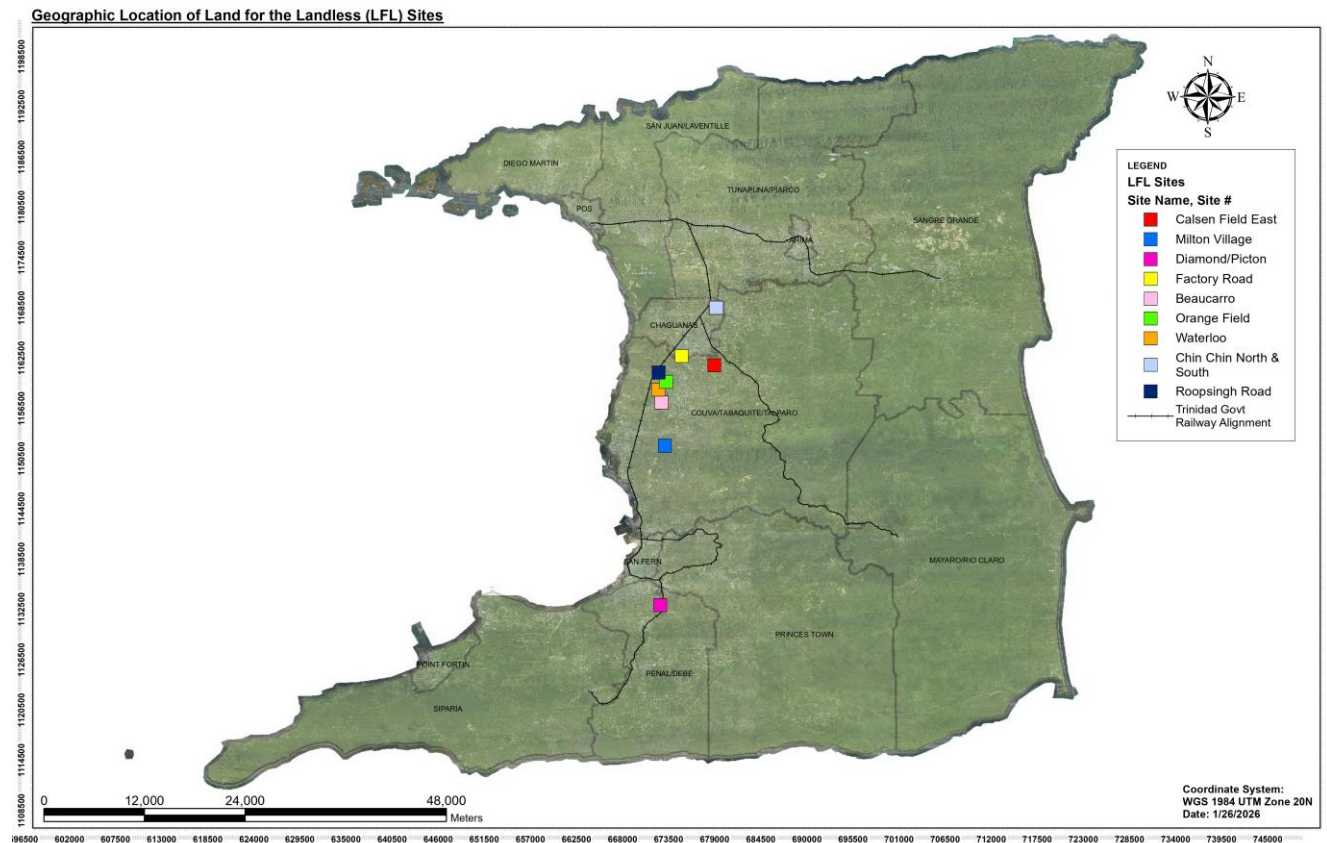 Geographic Location of Land for the Landless (LFL) Sites
N
W E
S
LEGEND
LFL Sites
Site Name, Site #
Calsen Field East
Milton Village
Diamond/Picton
Factory Road
Beaucarro
Orange Field
Waterloo
Chin Chin North &
South
Roopsingh Road
Trinidad Govt
Railway Alignment
SAN JUAN/LAVENTILLE
DIEGO MARTIN
TUNAPUNA/PIARCO
POS
SANGRE GRANDE
ARIMA
CHAGUANAS
COUVA/TABAQUITE/TALPARO
SAN FERN
MAYARO/RIO CLARO
PRINCES TOWN
POINT FORTIN
PENAL/DEBE
SIPARIA
0 12,000 24,000 48,000
Meters
Coordinate System:
WGS 1984 UTM Zone 20N
Date: 1/26/2026
1198500
1192500
1186500
1180500
1174500
1168500
1162500
1156500
1150500
1144500
1138500
1132500
1126500
1120500
1114500
1108500
596500 602000 607500 613000 618500 624000 629500 635000 640500 646000 651500 657000 662500 668000 673500 679000 684500 690000 695500 701000 706500 712000 717500 723000 728500 734000 739500 745000